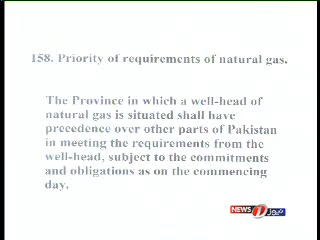 158. Priority of requirements of natural gas.
The Province in which a well-head of
natural gas is situated shall have
precedence over other parts of Pakistan
in meeting the requirements from the
well-head, subject to the commitments
and obligations as on the commencing
day.
NEWS 1 نیوز